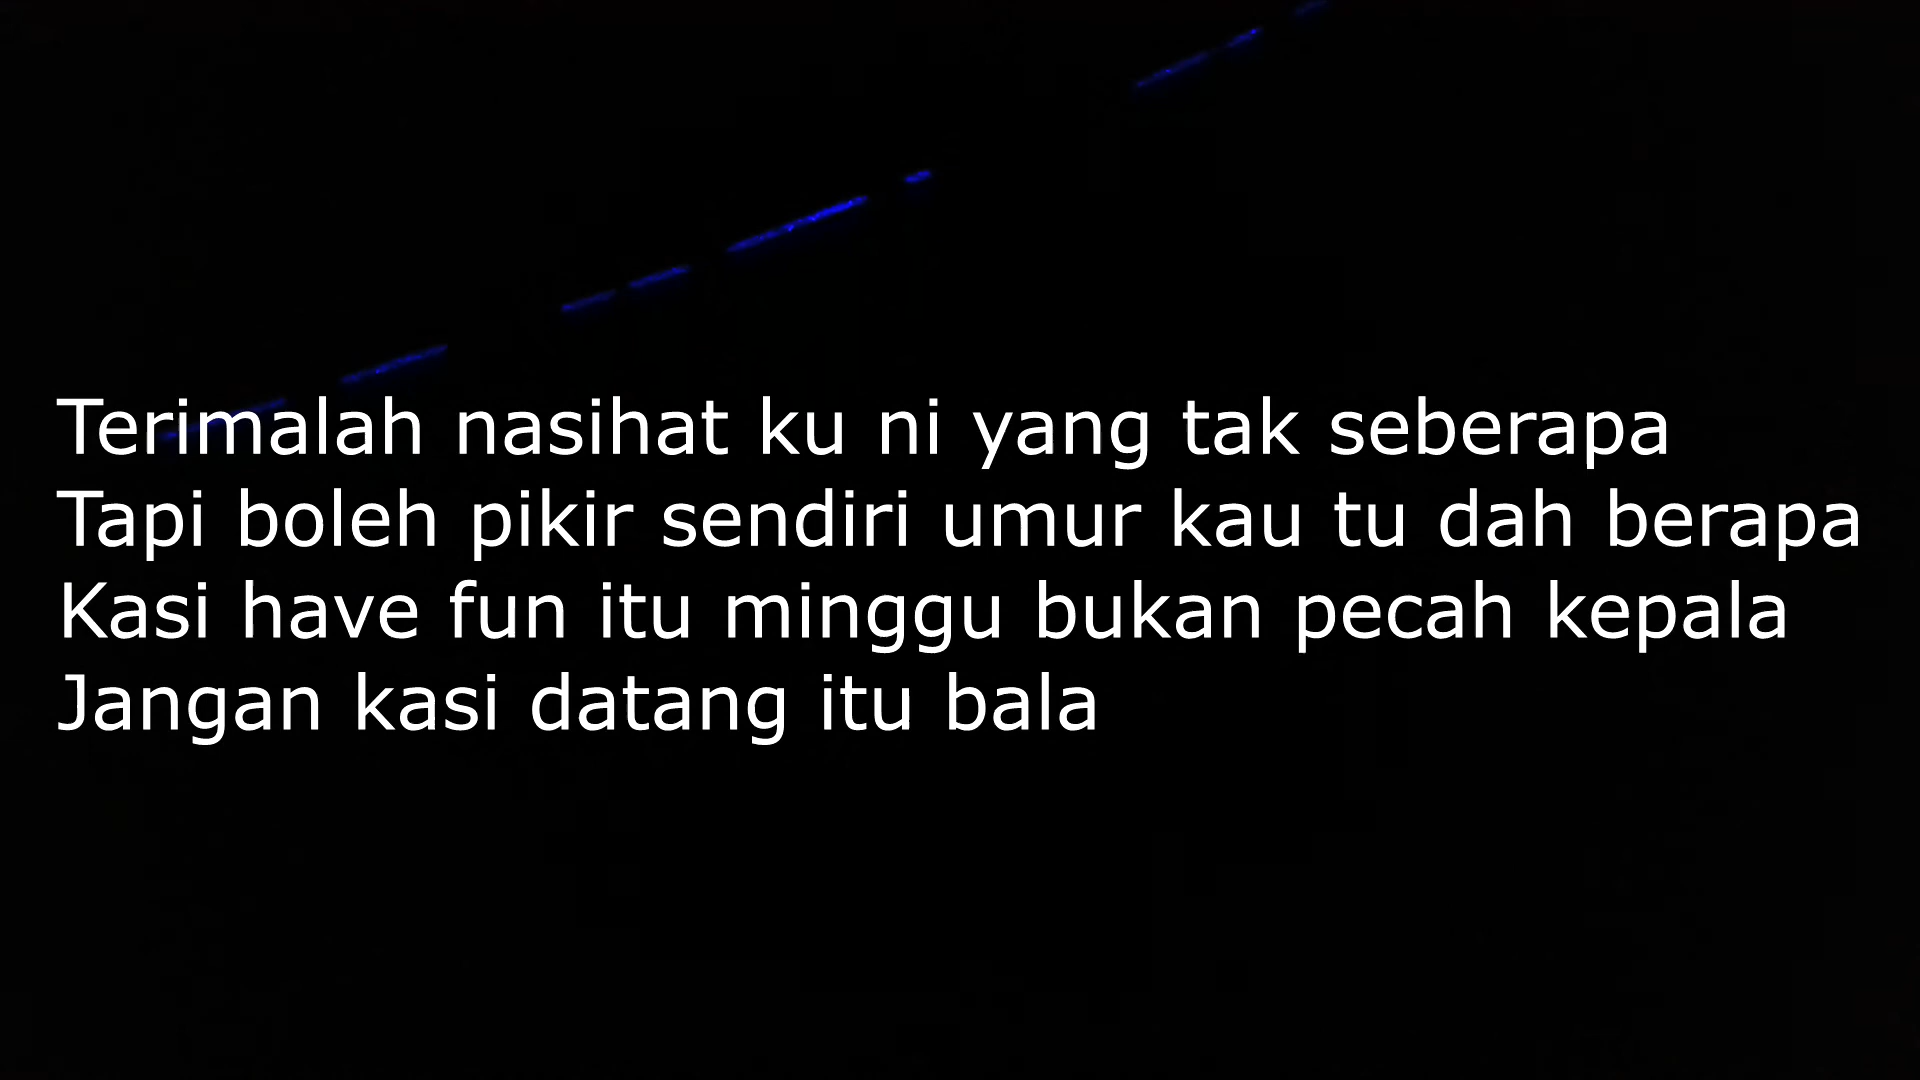 Terimalah nasihat ku ni yang tak seberapa
Tapi boleh pikir sendiri umur kau tu dah berapa
Kasi have fun itu minggu bukan pecah kepala
Jangan kasi datang itu bala